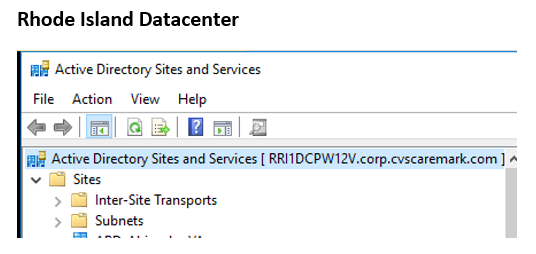 Rhode Island Datacenter
Active Directory Sites and Services
File Action View Help
Active Directory Sites and Services [ RRI1DCPW12V.corp.cvscaremark.com ]
Sites
Inter-Site Transports
Subnets